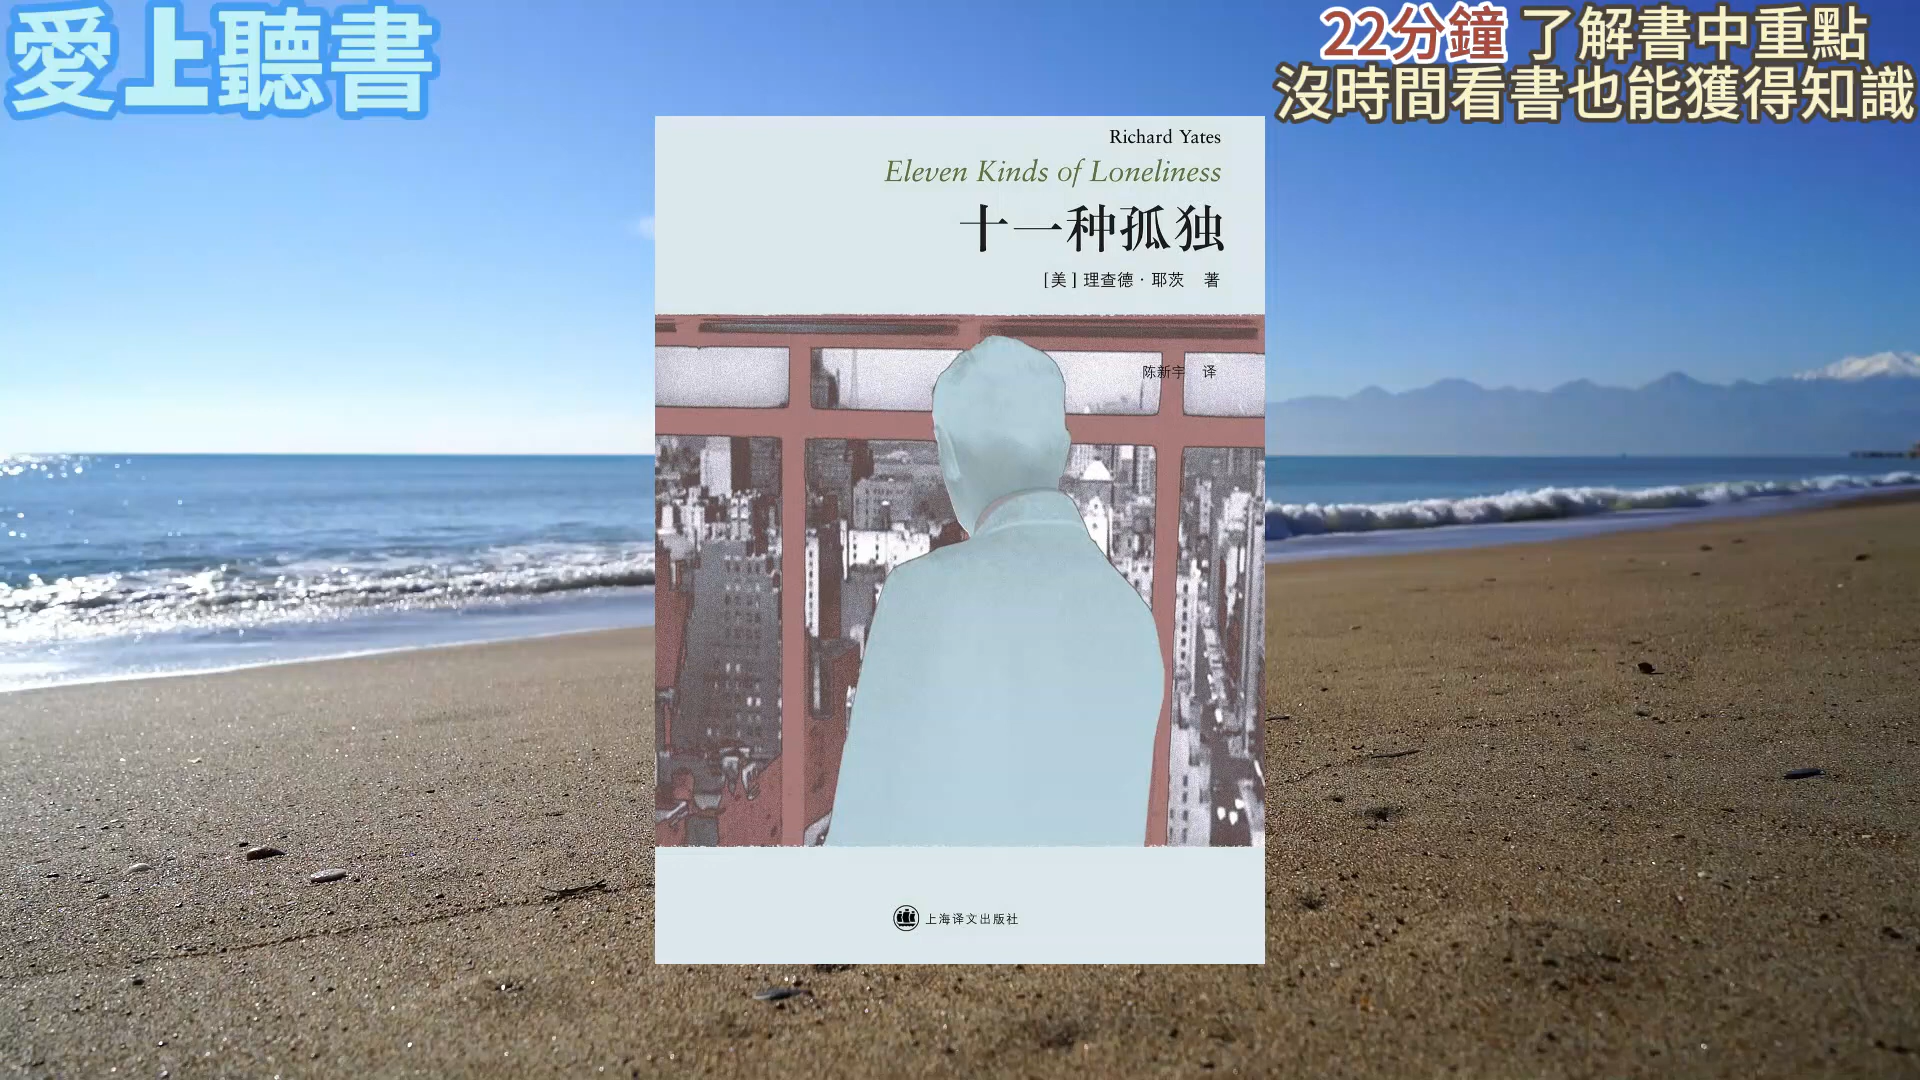 愛上聽書
22分鐘 了解書中重點
沒時間看書也能獲得知識
Richard Yates
Eleven Kinds of Loneliness
十一种孤独
[美] 理查德·耶茨 著
陈新宇 译
上海译文出版社